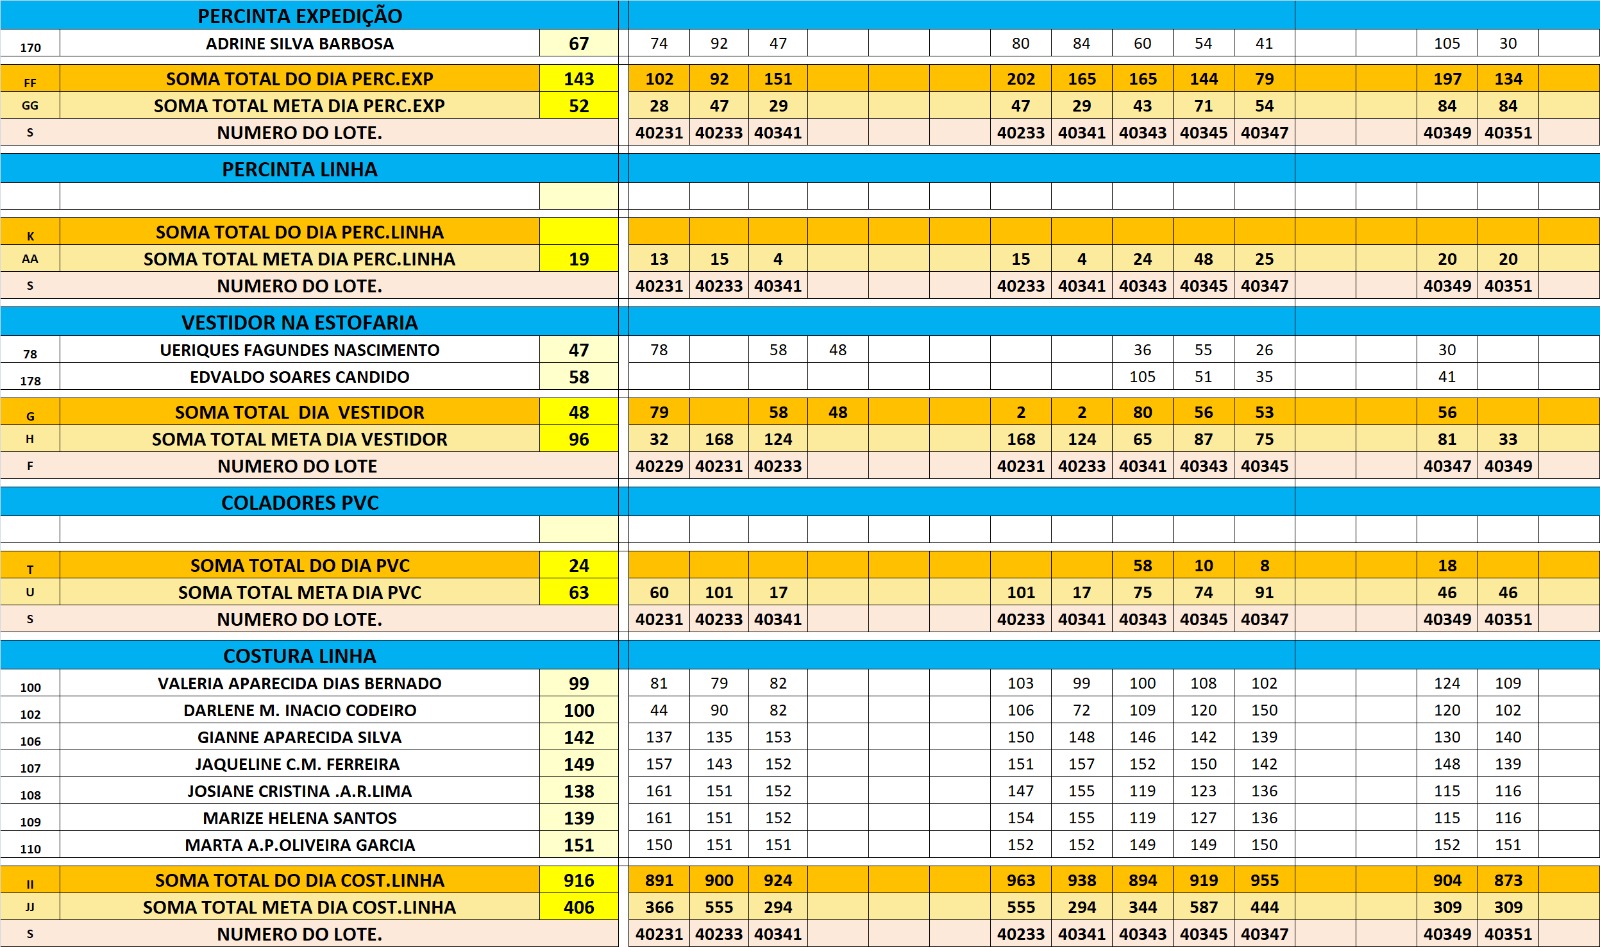 PERCINTA EXPEDIÇÃO
170 ADRINE SILVA BARBOSA 67 74 92 47 80 84 60 54 41 105 30
FF SOMA TOTAL DO DIA PERC.EXP 143 102 92 151 202 165 165 144 79 197 134
GG SOMA TOTAL META DIA PERC.EXP 52 28 47 29 47 29 43 71 54 84 84
S NUMERO DO LOTE. 40231 40233 40341 40233 40341 40343 40345 40347 40349 40351
PERCINTA LINHA
K SOMA TOTAL DO DIA PERC.LINHA
AA SOMA TOTAL META DIA PERC.LINHA 19 13 15 4 15 4 24 48 25 20 20
S NUMERO DO LOTE. 40231 40233 40341 40233 40341 40343 40345 40347 40349 40351
VESTIDOR NA ESTOFARIA
78 UERIQUES FAGUNDES NASCIMENTO 47 78 58 48 36 55 26 30
178 EDVALDO SOARES CANDIDO 58 105 51 35 41
G SOMA TOTAL DIA VESTIDOR 48 79 58 48 2 2 80 56 53 56
H SOMA TOTAL META DIA VESTIDOR 96 32 168 124 168 124 65 87 75 81 33
F NUMERO DO LOTE 40229 40231 40233 40231 40233 40341 40343 40345 40347 40349
COLADORES PVC
T SOMA TOTAL DO DIA PVC 24 58 10 8 18
U SOMA TOTAL META DIA PVC 63 60 101 17 101 17 75 74 91 46 46
S NUMERO DO LOTE. 40231 40233 40341 40233 40341 40343 40345 40347 40349 40351
COSTURA LINHA
100 VALERIA APARECIDA DIAS BERNADO 99 81 79 82 103 99 100 108 102 124 109
102 DARLENE M. INACIO CODEIRO 100 44 90 82 106 72 109 120 150 120 102
106 GIANNE APARECIDA SILVA 142 137 135 153 150 148 146 142 139 130 140
107 JAQUELINE C.M. FERREIRA 149 157 143 152 151 157 152 150 142 148 139
108 JOSIANE CRISTINA .A.R.LIMA 138 161 151 152 147 155 119 123 136 115 116
109 MARIZE HELENA SANTOS 139 161 151 152 154 155 119 127 136 115 116
110 MARTA A.P.OLIVEIRA GARCIA 151 150 151 151 152 152 149 149 150 152 151
II SOMA TOTAL DO DIA COST.LINHA 916 891 900 924 963 938 894 919 955 904 873
JJ SOMA TOTAL META DIA COST.LINHA 406 366 555 294 555 294 344 587 444 309 309
S NUMERO DO LOTE. 40231 40233 40341 40233 40341 40343 40345 40347 40349 40351